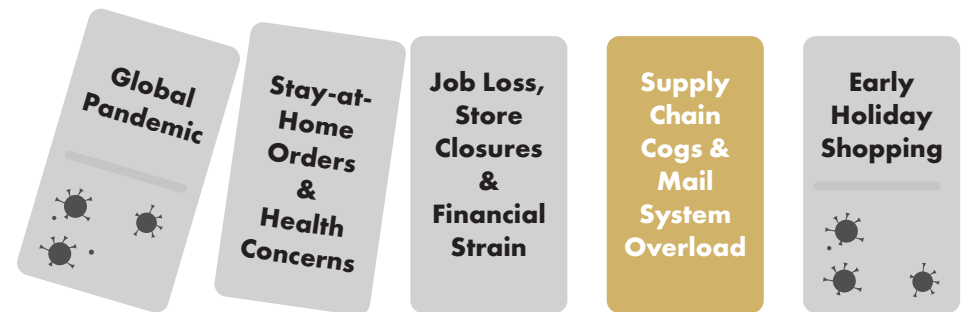 Global
Pandemic
Stay-at-
Home
Orders
&
Health
Concerns
Job Loss,
Store
Closures
&
Financial
Strain
Supply
Chain
Cogs &
Mail
System
Overload
Early
Holiday
Shopping